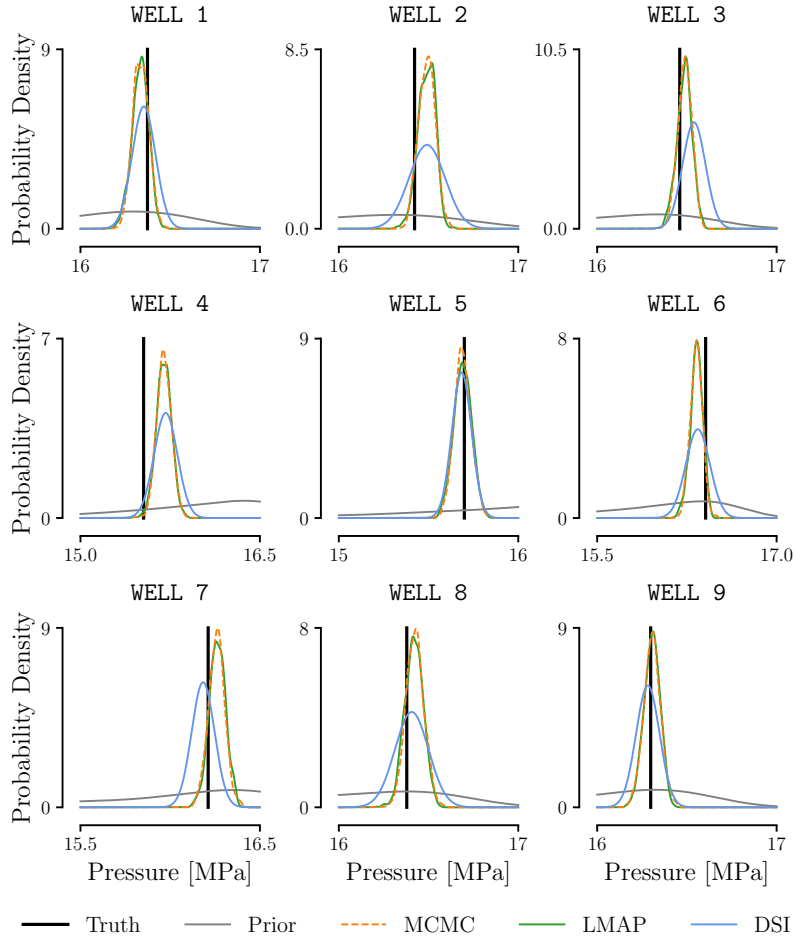 WELL 1 WELL 2 WELL 3
Probability Density
9 8.5 10.5
0 0.0 0.0
16 17 16 17 16 17
WELL 4 WELL 5 WELL 6
Probability Density
7 9 8
0 0 0
15.0 16.5 15 16 15.5 17.0
WELL 7 WELL 8 WELL 9
Probability Density
9 8 9
0 0 0
15.5 16.5 16 17 16 17
Pressure [MPa] Pressure [MPa] Pressure [MPa]
Truth Prior MCMC LMAP DSI